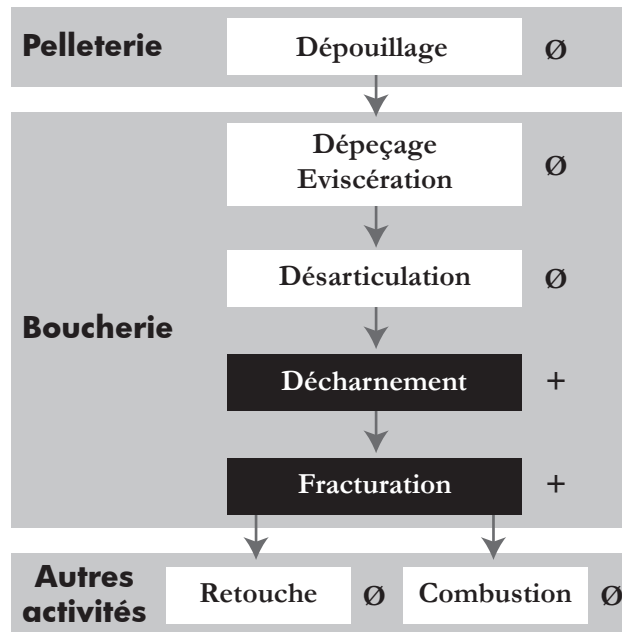 Pelleterie
Dépouillage
Ø
Boucherie
Dépeçage
Eviscération
Ø
Désarticulation
Ø
Décharnement
+
Fracturation
+
Autres
activités
Retouche
Ø
Combustion
Ø